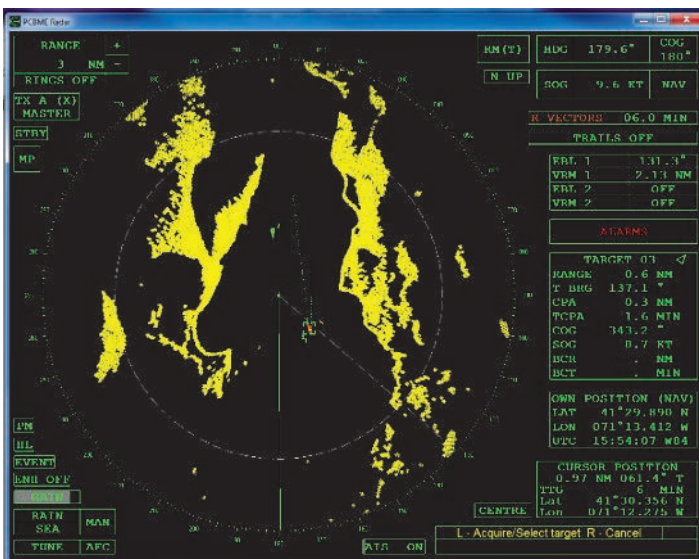 PCBME Radar
RANGE +
3 NM -
RINGS OFF
TX A (X)
MASTER
STBY
MP
PM
HL
EVENT
ENH OFF
GAIN
RAIN
SEA
MAN
TUNE
AFC
RM(T)
N UP
HDG 179.6° COG
180°
SOG 9.6 KT NAV
R VECTORS 06.0 MIN
TRAILS OFF
EBL 1 131.3°
VRM 1 2.13 NM
EBL 2 OFF
VRM 2 OFF
ALARMS
TARGET 03
RANGE 0.6 NM
T BRG 137.1 °
CPA 0.3 NM
TCPA 1.6 MIN
COG 343.2 °
SOG 8.7 KT
BCR . NM
BCT . MIN
OWN POSITION (NAV)
LAT 41°29.890 N
LON 071°13.412 W
UTC 15:54:07 W84
CURSOR POSITION
0.97 NM 061.4° T
TTG 6 MIN
Lat 41°30.356 N
Lon 071°12.275 W
CENTRE
L - Acquire/Select target R - Cancel
AIS ON